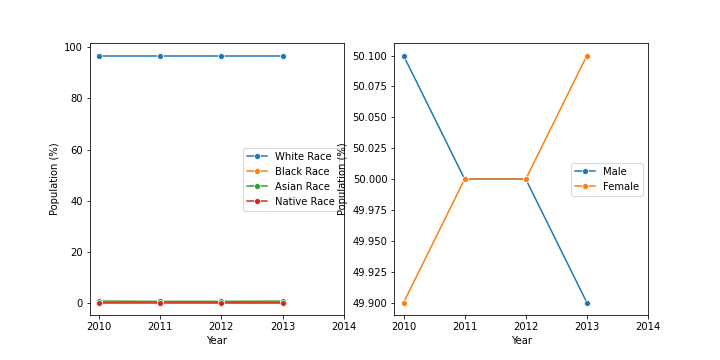 100
80
60
40
20
0
Population (%)
White Race
Black Race
Asian Race
Native Race
2010 2011 2012 2013 2014
Year
50.100
50.075
50.050
50.025
50.000
49.975
49.950
49.925
49.900
Population (%)
Male
Female
2010 2011 2012 2013 2014
Year